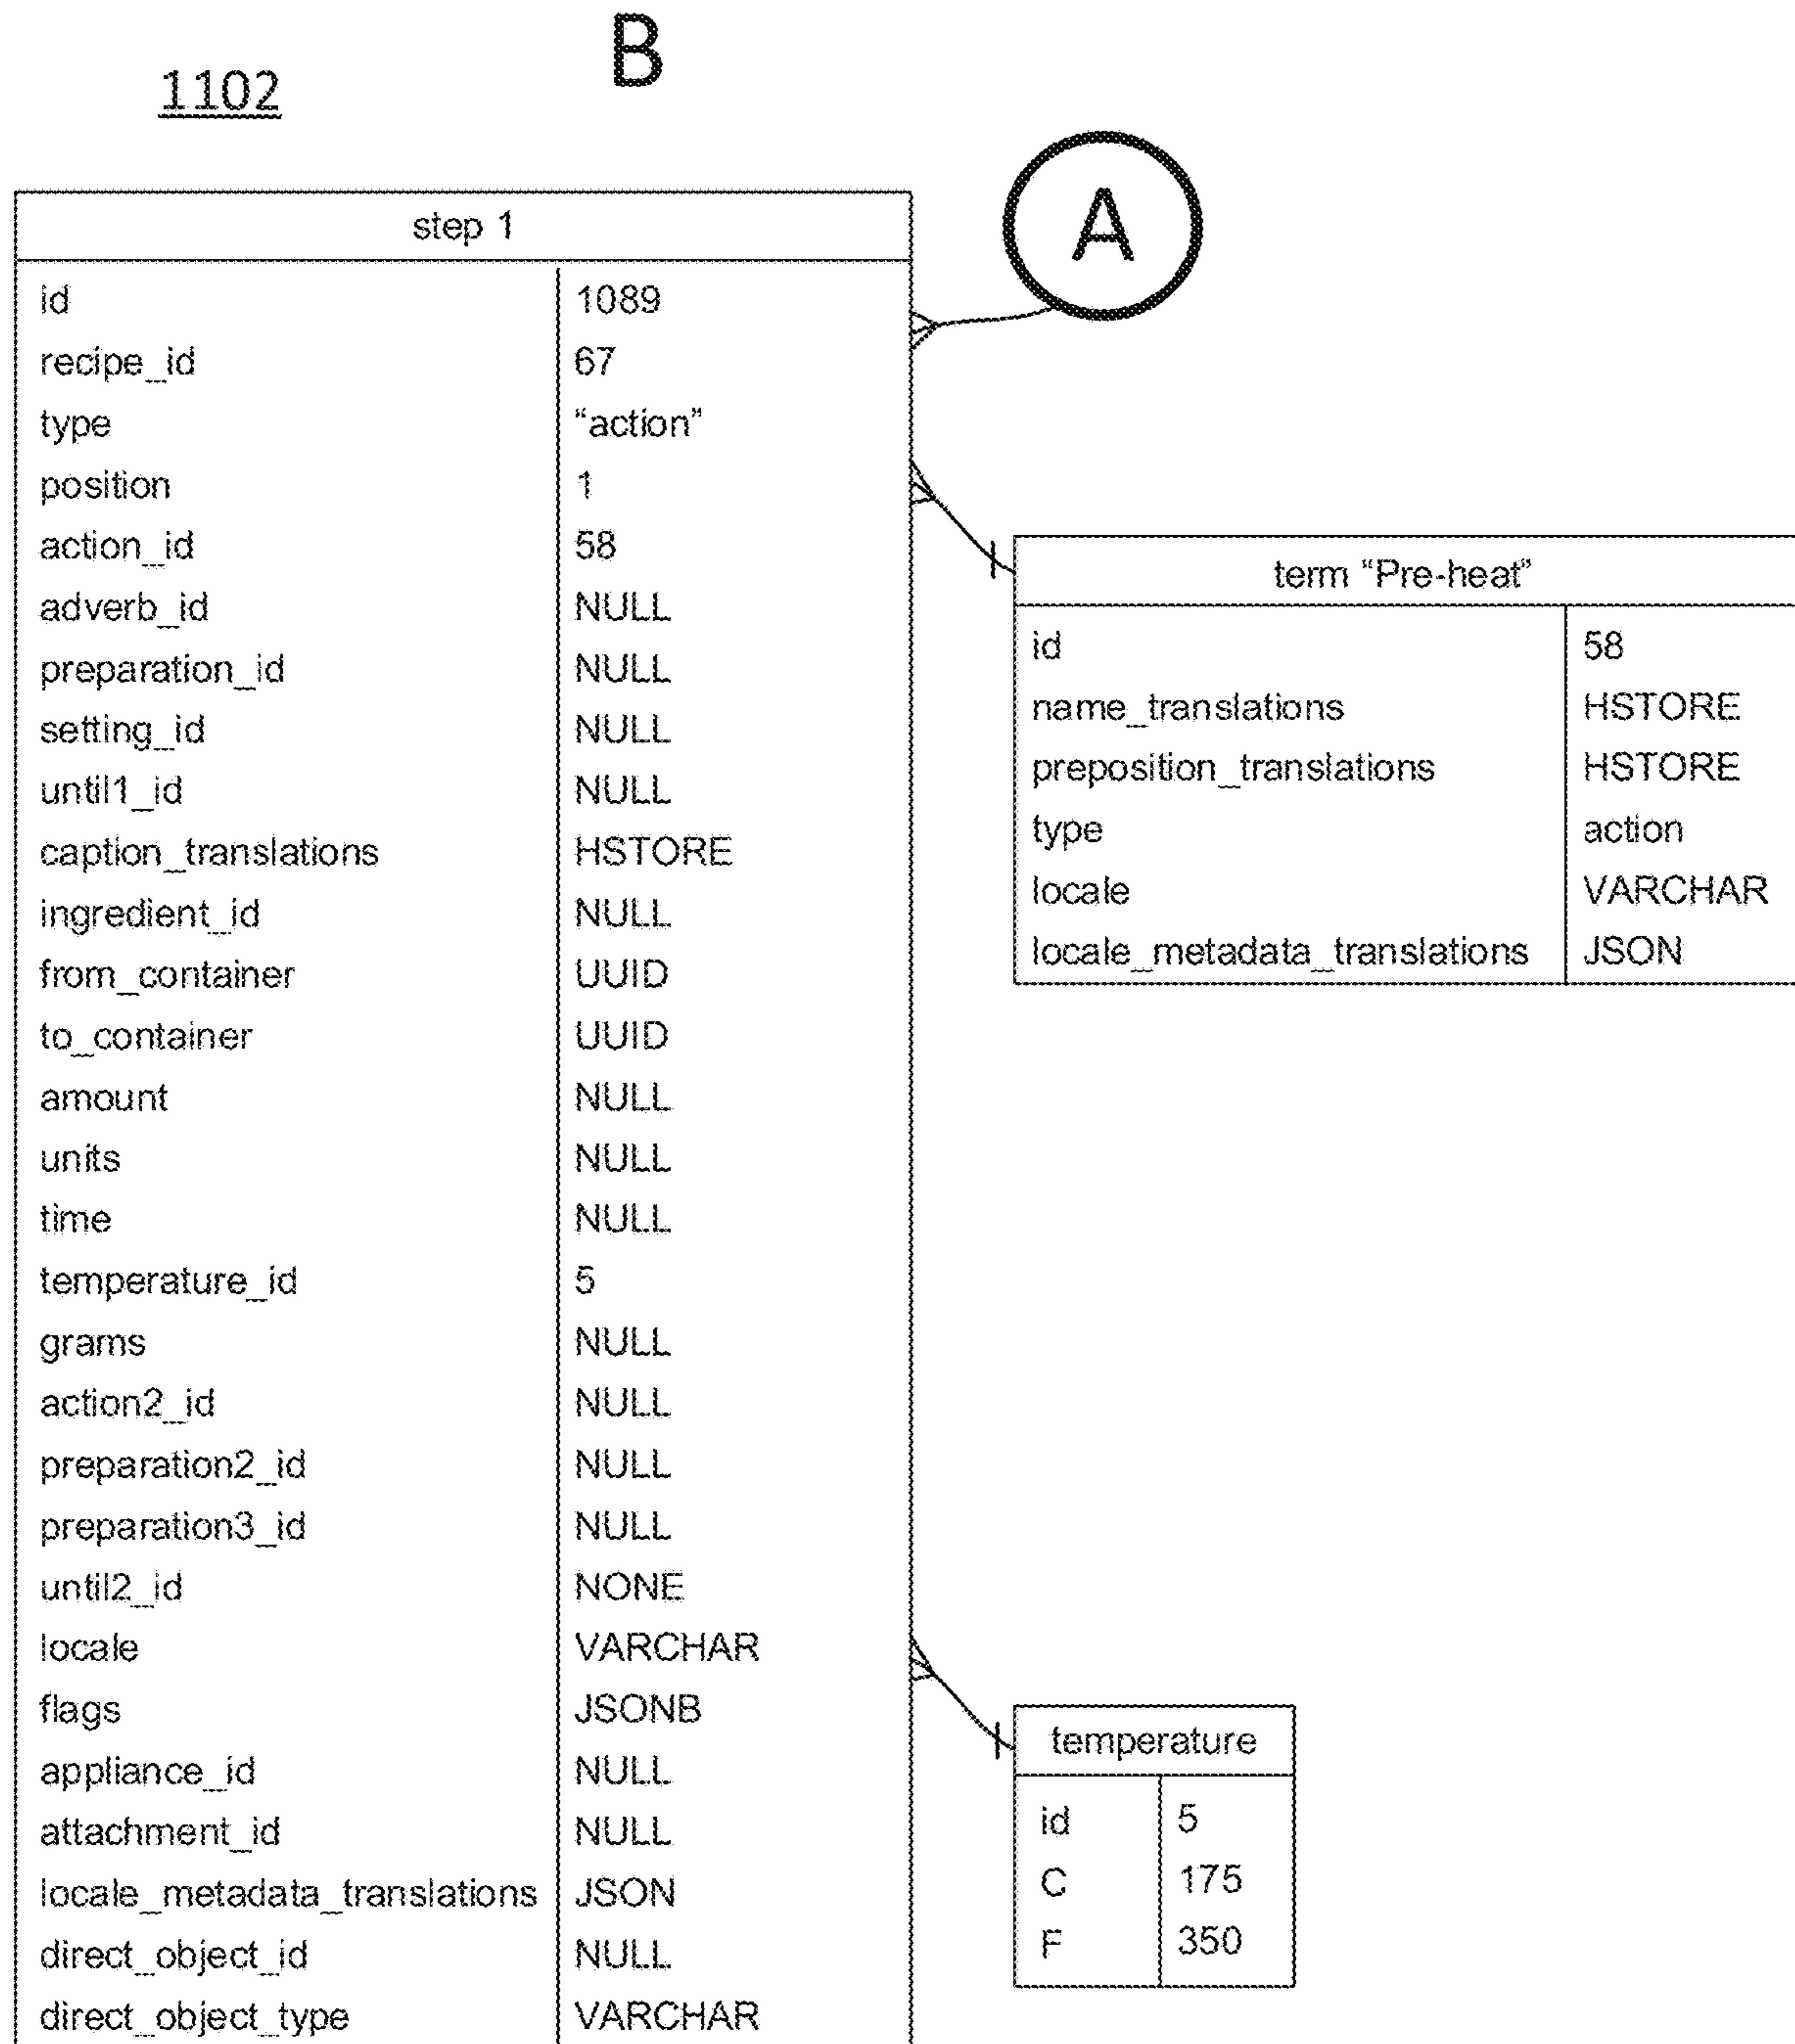 B
1102
A
step 1
id 1089
recipe_id 67
type "action"
position 1
action_id 58
adverb_id NULL
preparation_id NULL
setting_id NULL
until1_id NULL
caption_translations HSTORE
ingredient_id NULL
from_container UUID
to_container UUID
amount NULL
units NULL
time NULL
temperature_id 5
grams NULL
action2_id NULL
preparation2_id NULL
preparation3_id NULL
until2_id NONE
locale VARCHAR
flags JSONB
appliance_id NULL
attachment_id NULL
locale_metadata_translations JSON
direct_object_id NULL
direct_object_type VARCHAR
term "Pre-heat"
id 58
name_translations HSTORE
preposition_translations HSTORE
type action
locale VARCHAR
locale_metadata_translations JSON
temperature
id 5
C 175
F 350